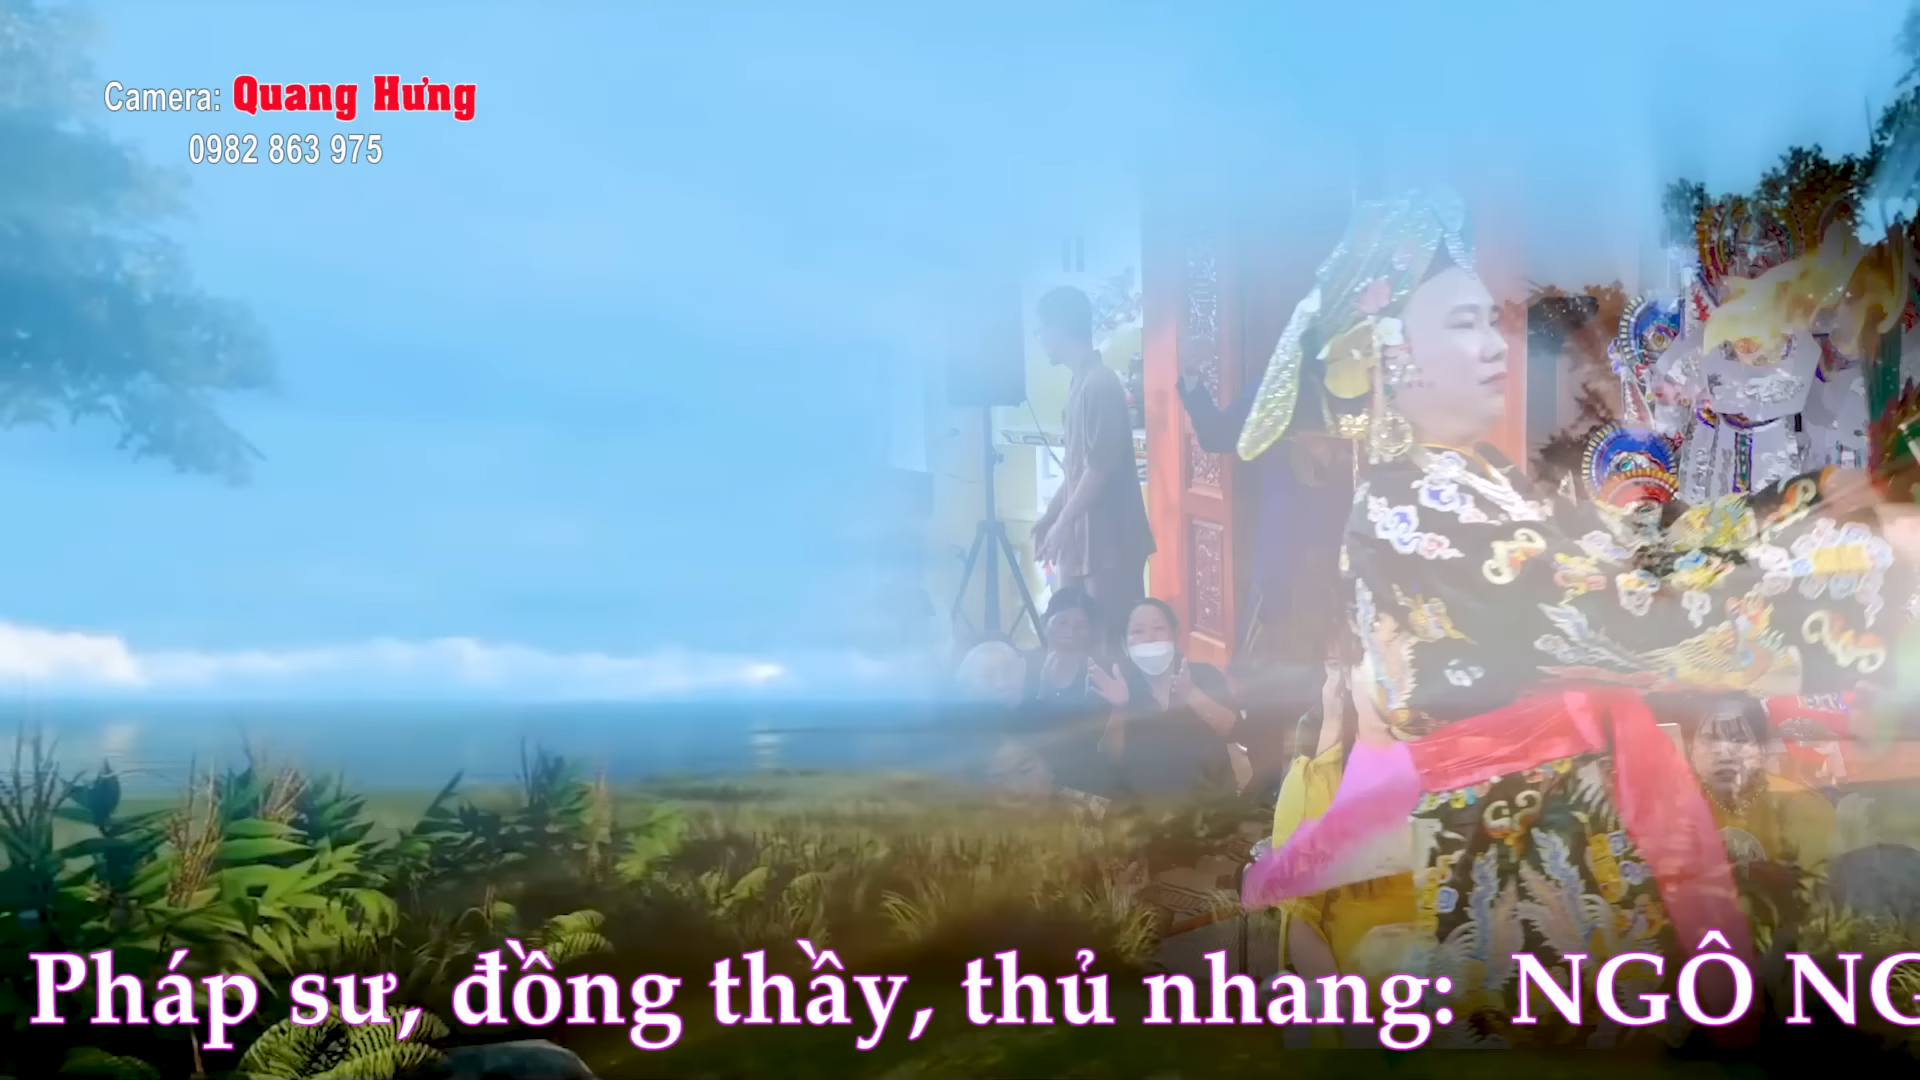 Camera: Quang Hưng
0982 863 975
Pháp sư, đồng thầy, thủ nhang: NGÔ NG